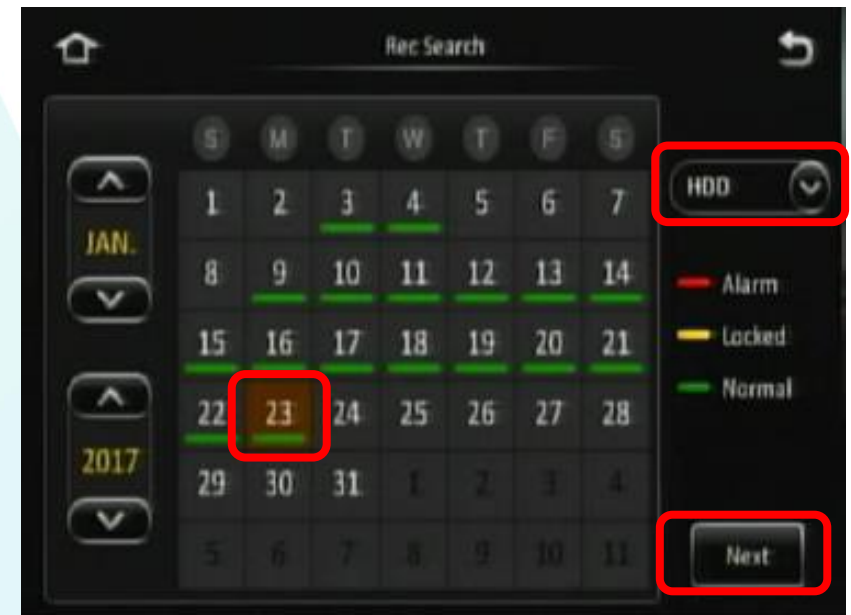 Rec Search
S M T W T F S
HDD
1 2 3 4 5 6 7
JAN.
8 9 10 11 12 13 14
Alarm
15 16 17 18 19 20 21
Locked
Normal
22 23 24 25 26 27 28
2017
29 30 31 1 2 3 4
5 6 7 8 9 10 11
Next